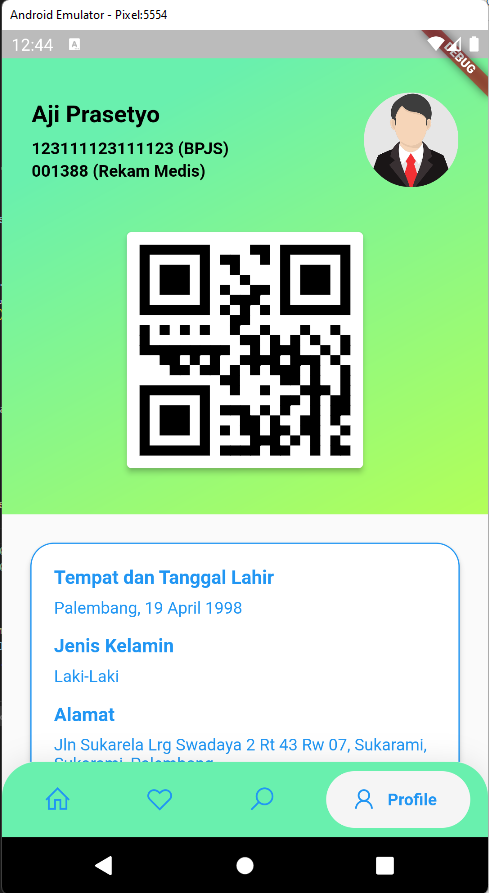 Android Emulator - Pixel:5554
12:44 A
DEBUG
Aji Prasetyo
123111123111123 (BPJS)
001388 (Rekam Medis)
Tempat dan Tanggal Lahir
Palembang, 19 April 1998
Jenis Kelamin
Laki-Laki
Alamat
Jln Sukarela Lrg Swadaya 2 Rt 43 Rw 07, Sukarami,
Sukarami, Palembang
Profile